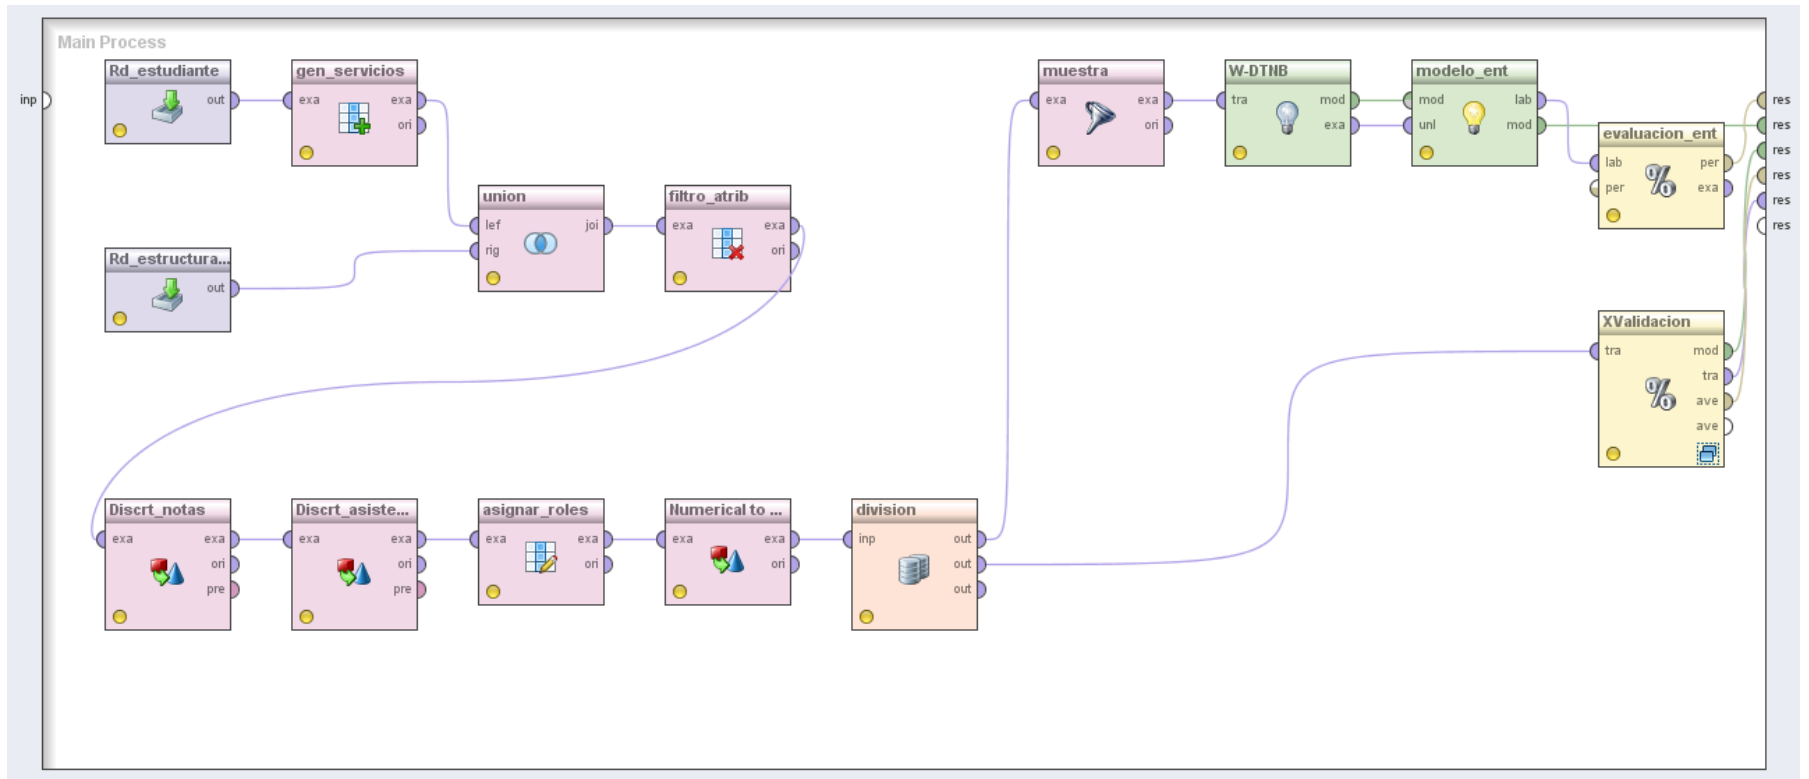 Main Process
inp
Rd_estudiante
out
gen_servicios
exa exa
ori
union
lef joi
rig
filtro_atrib
exa exa
ori
Rd_estructura...
out
muestra
exa exa
ori
W-DTNB
tra mod
exa
modelo_ent
mod lab
unl mod
evaluacion_ent
lab per
per exa
res
res
res
res
res
res
XValidacion
tra mod
tra
ave
ave
Discrt_notas
exa exa
ori
pre
Discrt_asiste...
exa exa
ori
pre
asignar_roles
exa exa
ori
Numerical to ...
exa exa
ori
division
inp out
out
out